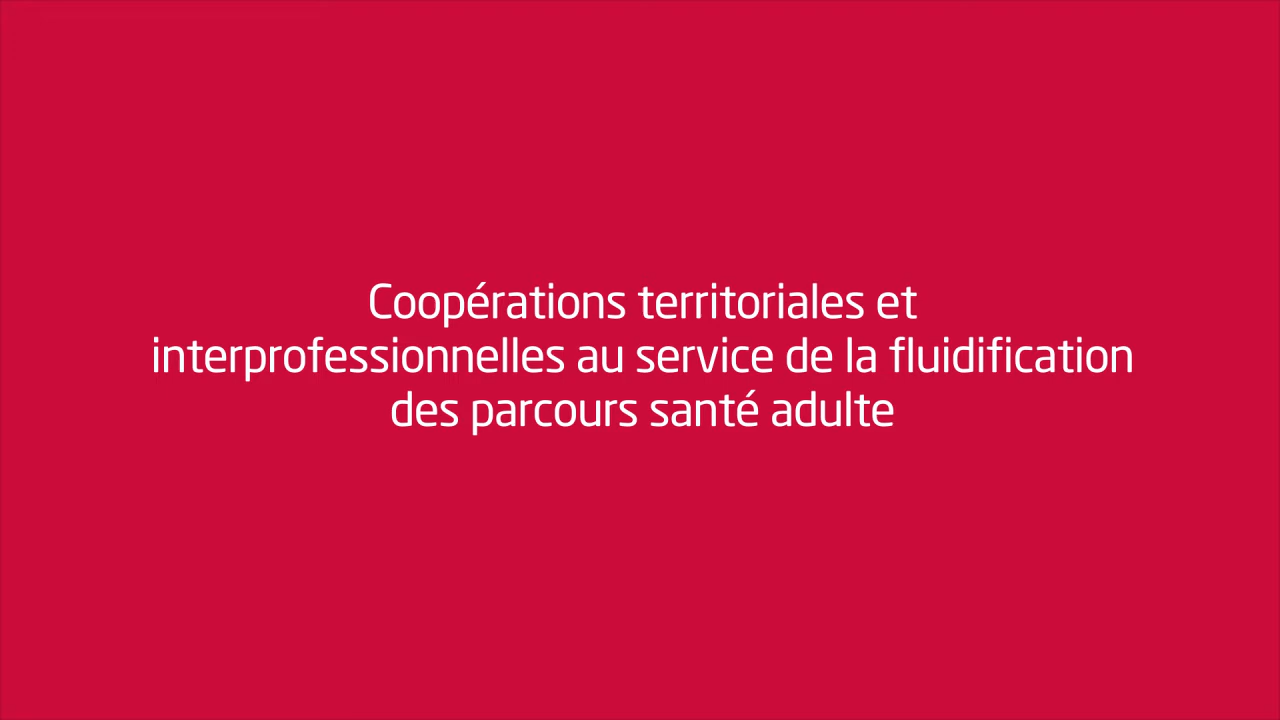 Coopérations territoriales et
interprofessionnelles au service de la fluidification
des parcours santé adulte